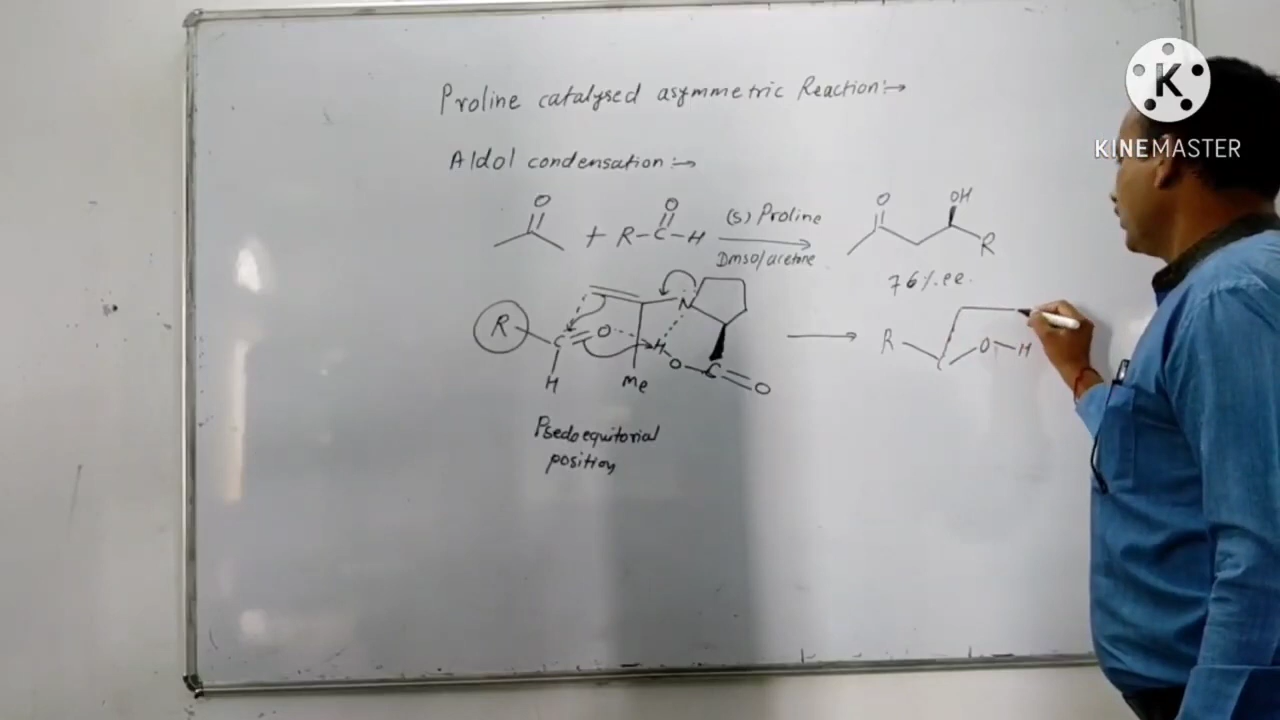 Proline catalysed asymmetric Reaction:→
KINEMASTER
Aldol condensation:→
O O OH
+ R-C-H (S) Proline O
Dmso/acetone R
76% ee.
N
R C O H R O-H
O-C O
H Me
Psedoequitorial
position